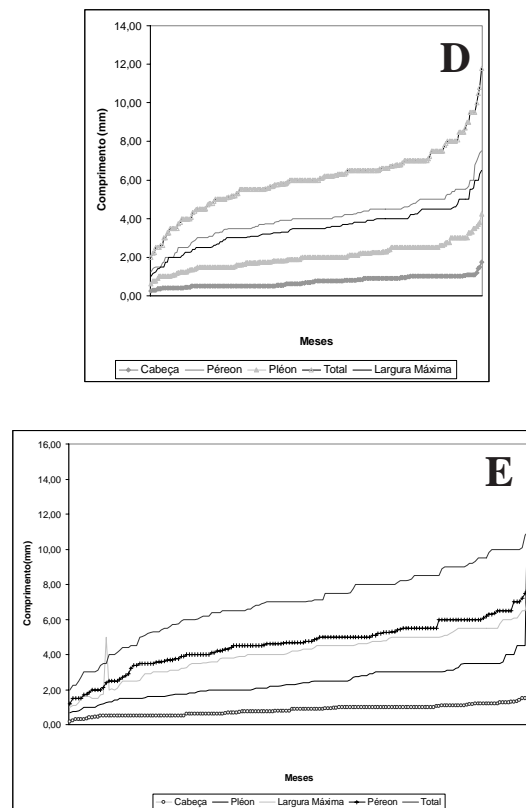 D
14,00
12,00
10,00
8,00
6,00
4,00
2,00
0,00
Comprimento (mm)
Meses
Cabeça Péreon Pléon Total Largura Máxima
E
16,00
14,00
12,00
10,00
8,00
6,00
4,00
2,00
0,00
Comprimento(mm)
Meses
Cabeça Pléon Largura Máxima Péreon Total